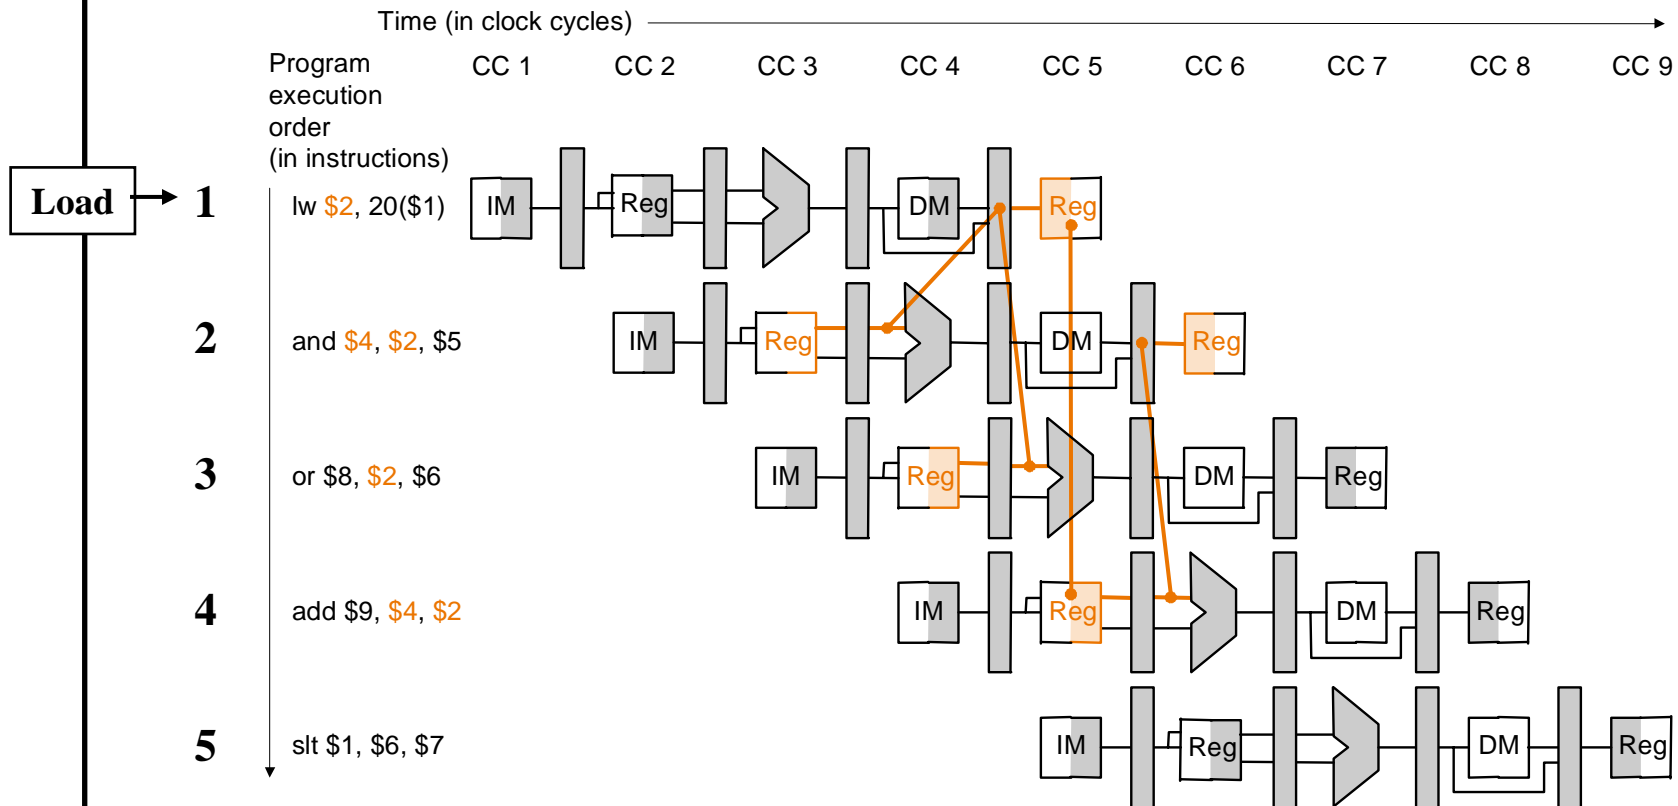 Time (in clock cycles)
Program
execution
order
(in instructions)
CC 1 CC 2 CC 3 CC 4 CC 5 CC 6 CC 7 CC 8 CC 9
Load 1 lw $2, 20($1) IM Reg DM Reg
2 and $4, $2, $5 IM Reg DM Reg
3 or $8, $2, $6 IM Reg DM Reg
4 add $9, $4, $2 IM Reg DM Reg
5 slt $1, $6, $7 IM Reg DM Reg